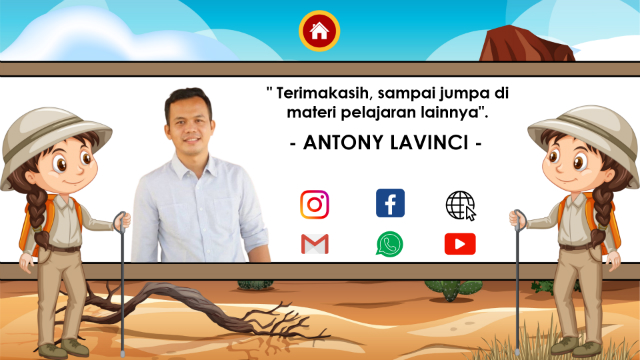 " Terimakasih, sampai jumpa di
materi pelajaran lainnya".
- ANTONY LAVINCI -